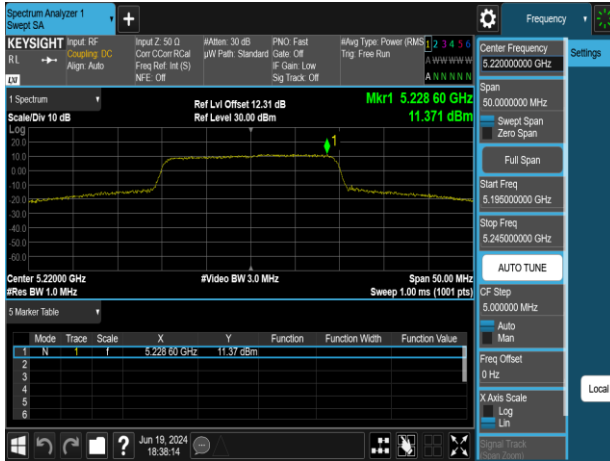 Spectrum Analyzer 1
Swept SA
+
Frequency
KEYSIGHT
RL
LXI
Input: RF
Coupling: DC
Align: Auto
Input Z: 50 Ω
Corr CCorr RCal
Freq Ref: Int (S)
NFE: Off
#Atten: 30 dB
µW Path: Standard
PNO: Fast
Gate: Off
IF Gain: Low
Sig Track: Off
#Avg Type: Power (RMS
Trig: Free Run
1 2 3 4 5 6
A W W W W W
A N N N N N
Center Frequency
5.220000000 GHz
Settings
Span
50.0000000 MHz
Swept Span
Zero Span
Full Span
Start Freq
5.195000000 GHz
Stop Freq
5.245000000 GHz
AUTO TUNE
CF Step
5.000000 MHz
Auto
Man
Freq Offset
0 Hz
X Axis Scale
Log
Lin
Signal Track
(Span Zoom)
Local
1 Spectrum
Scale/Div 10 dB
Ref Lvl Offset 12.31 dB
Ref Level 30.00 dBm
Mkr1 5.228 60 GHz
11.371 dBm
Log
20.0
10.0
0.00
-10.0
-20.0
-30.0
-40.0
-50.0
-60.0
1
Center 5.22000 GHz
#Res BW 1.0 MHz
#Video BW 3.0 MHz
Span 50.00 MHz
Sweep 1.00 ms (1001 pts)
5 Marker Table
Mode Trace Scale X Y Function Function Width Function Value
1 N 1 f 5.228 60 GHz 11.37 dBm
2
3
4
5
6
?
Jun 19, 2024
18:38:14